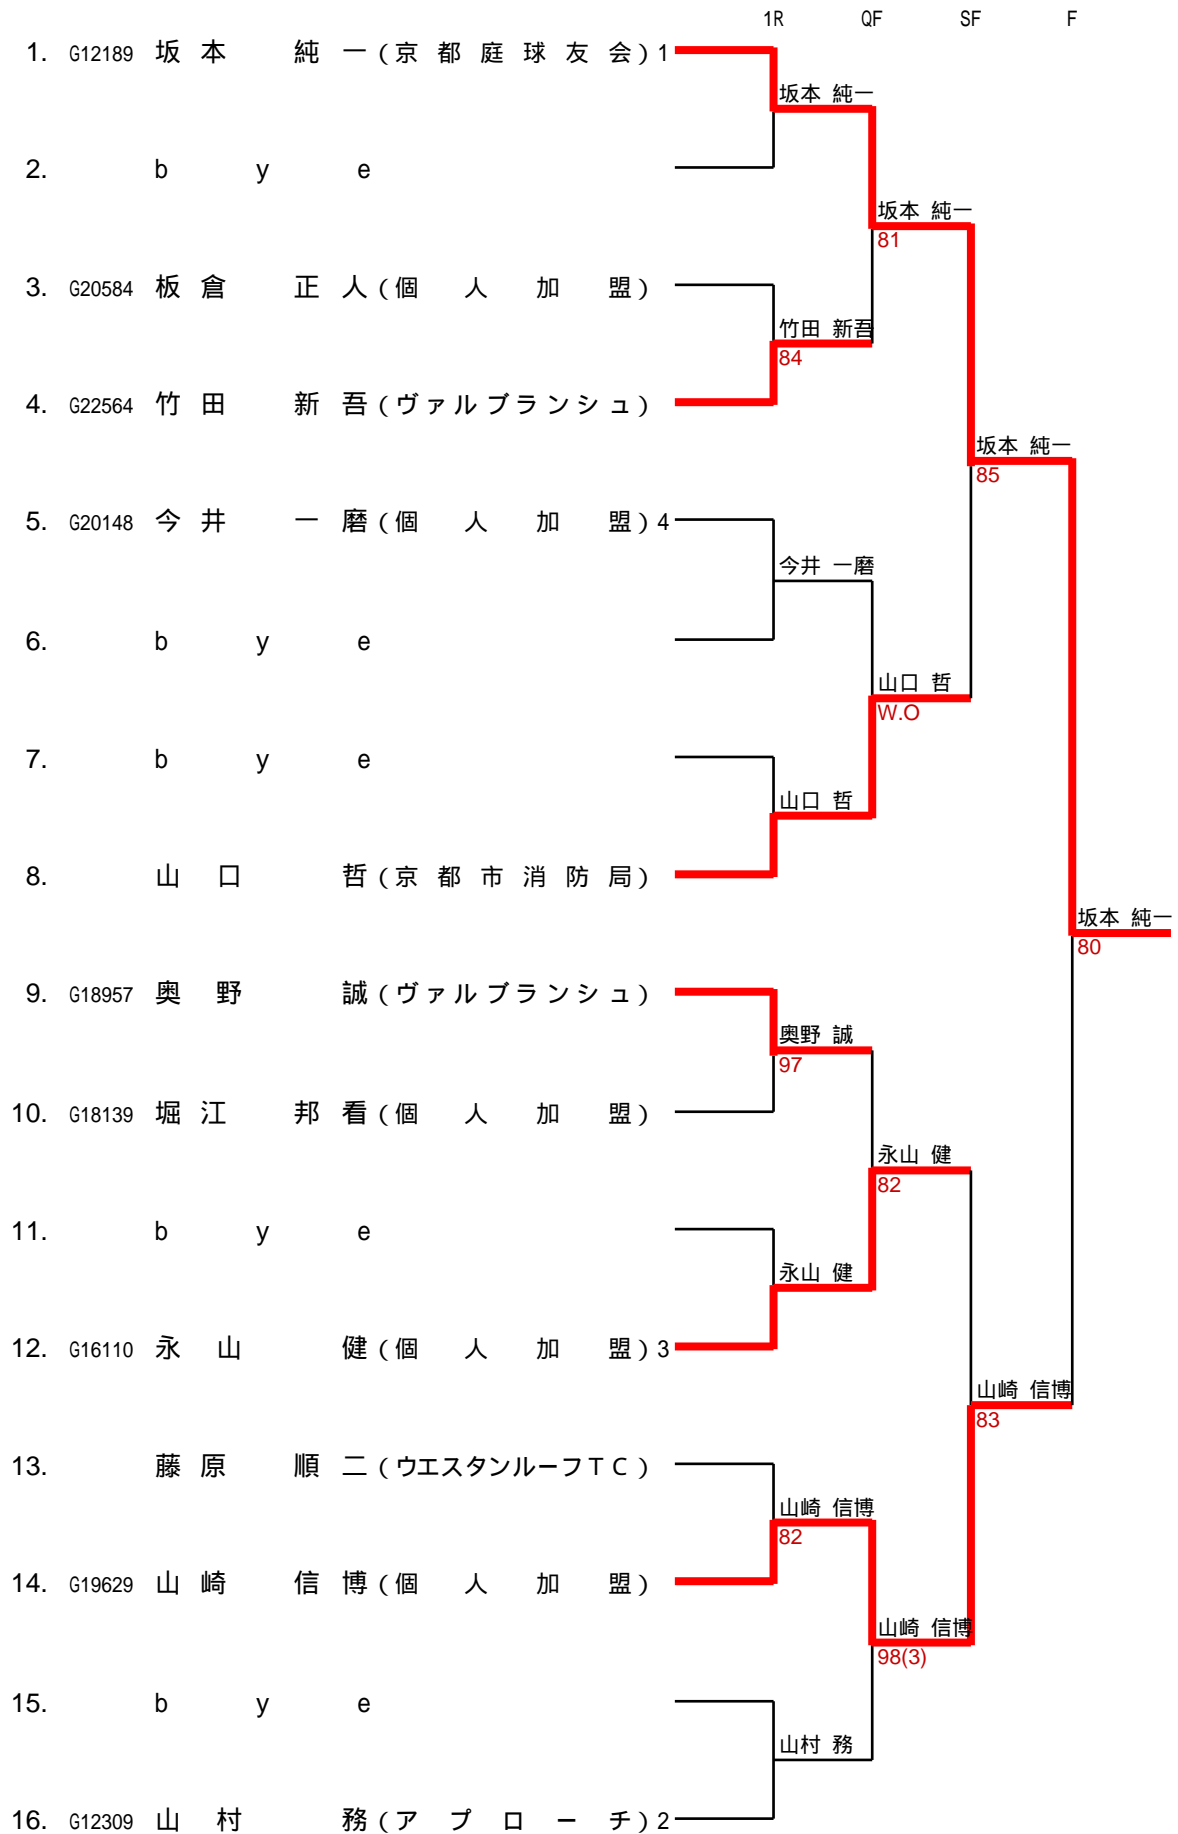 1R QF SF F
1. G12189 坂本 純一(京都庭球友会)1
坂本 純一
2. bye
坂本 純一
81
3. G20584 板倉 正人(個人加盟)
竹田 新吾
84
4. G22564 竹田 新吾(ヴァルブランシュ)
坂本 純一
85
5. G20148 今井 一磨(個人加盟)4
今井 一磨
6. bye
山口 哲
W.O
7. bye
山口 哲
8. 山口 哲(京都市消防局)
坂本 純一
80
9. G18957 奥野 誠(ヴァルブランシュ)
奥野 誠
97
10. G18139 堀江 邦看(個人加盟)
永山 健
82
11. bye
永山 健
12. G16110 永山 健(個人加盟)3
山崎 信博
83
13. 藤原 順二(ウエスタンルーフTC)
山崎 信博
82
14. G19629 山崎 信博(個人加盟)
山崎 信博
98(3)
15. bye
山村 務
16. G12309 山村 務(アプローチ)2